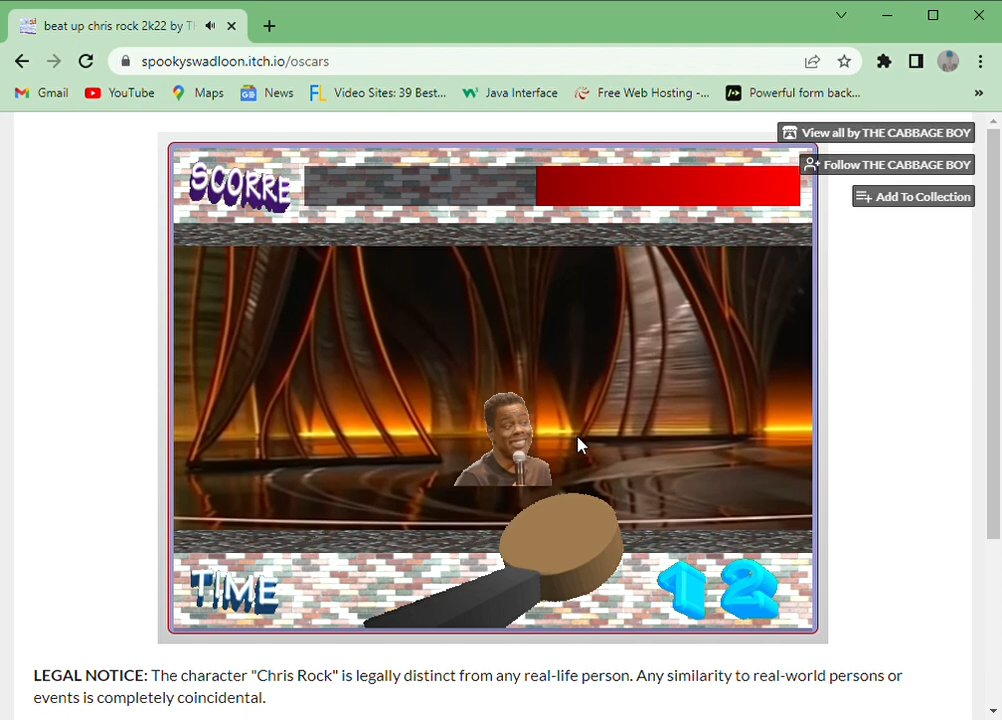 beat up chris rock 2k22 by T
spookyswadloon.itch.io/oscars
Gmail YouTube Maps News Video Sites: 39 Best... Java Interface Free Web Hosting -... Powerful form back... »
View all by THE CABBAGE BOY
Follow THE CABBAGE BOY
Add To Collection
SCORRE
TIME 12
LEGAL NOTICE: The character "Chris Rock" is legally distinct from any real-life person. Any similarity to real-world persons or
events is completely coincidental.